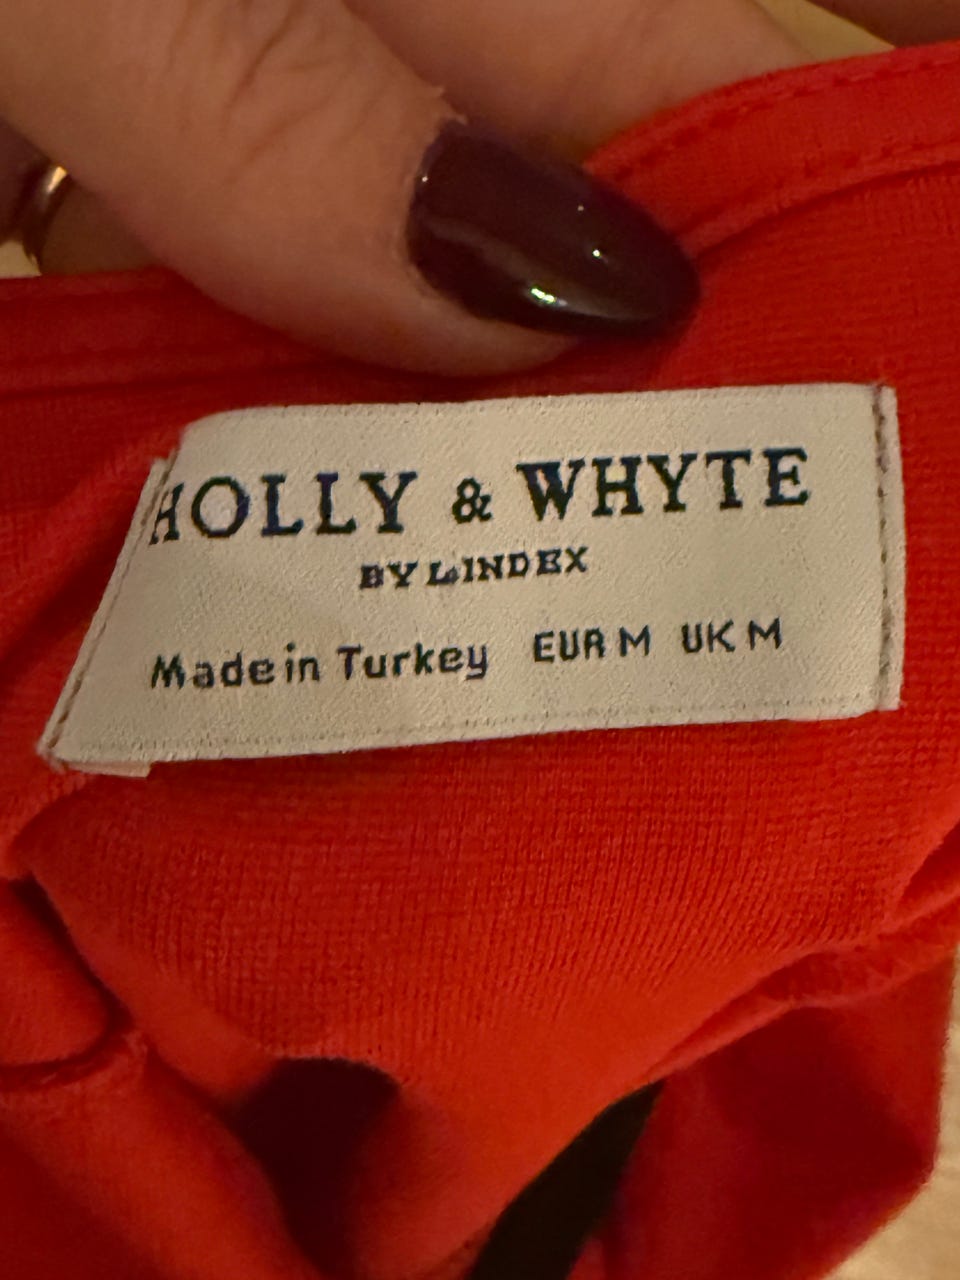 HOLLY & WHYTE
BY LINDEX
Made in Turkey EUR M UK M